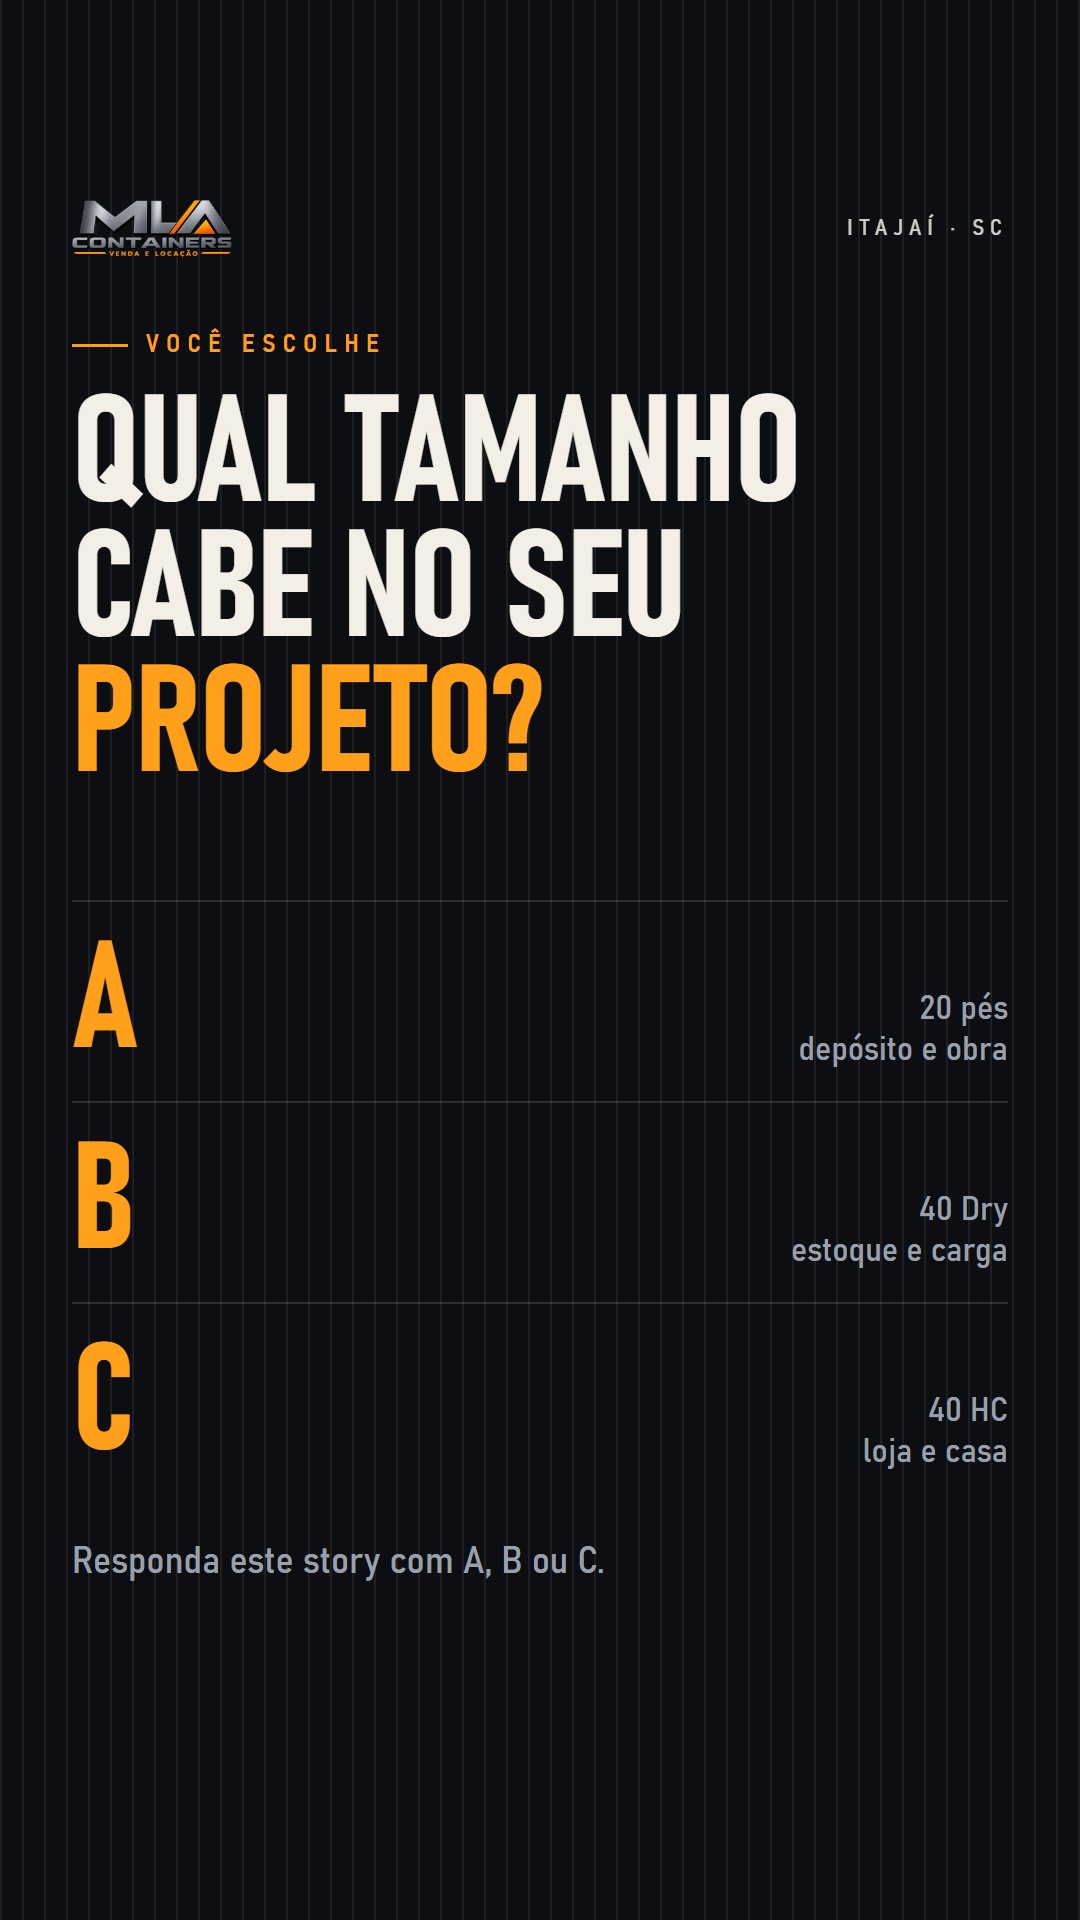 MLA
CONTAINERS
VENDA E LOCAÇÃO
ITAJAÍ · SC
VOCÊ ESCOLHE
QUAL TAMANHO
CABE NO SEU
PROJETO?
A
20 pés
depósito e obra
B
40 Dry
estoque e carga
C
40 HC
loja e casa
Responda este story com A, B ou C.